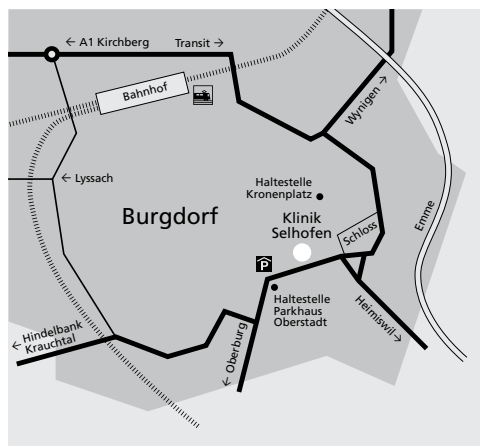 ← A1 Kirchberg
Transit →
Bahnhof
Wynigen →
← Lyssach
Haltestelle
Kronenplatz
Burgdorf
Klinik
Selhofen
Schloss
Emme
P
Haltestelle
Parkhaus
Oberstadt
Heimiswil →
← Hindelbank
Krauchtal
← Oberburg